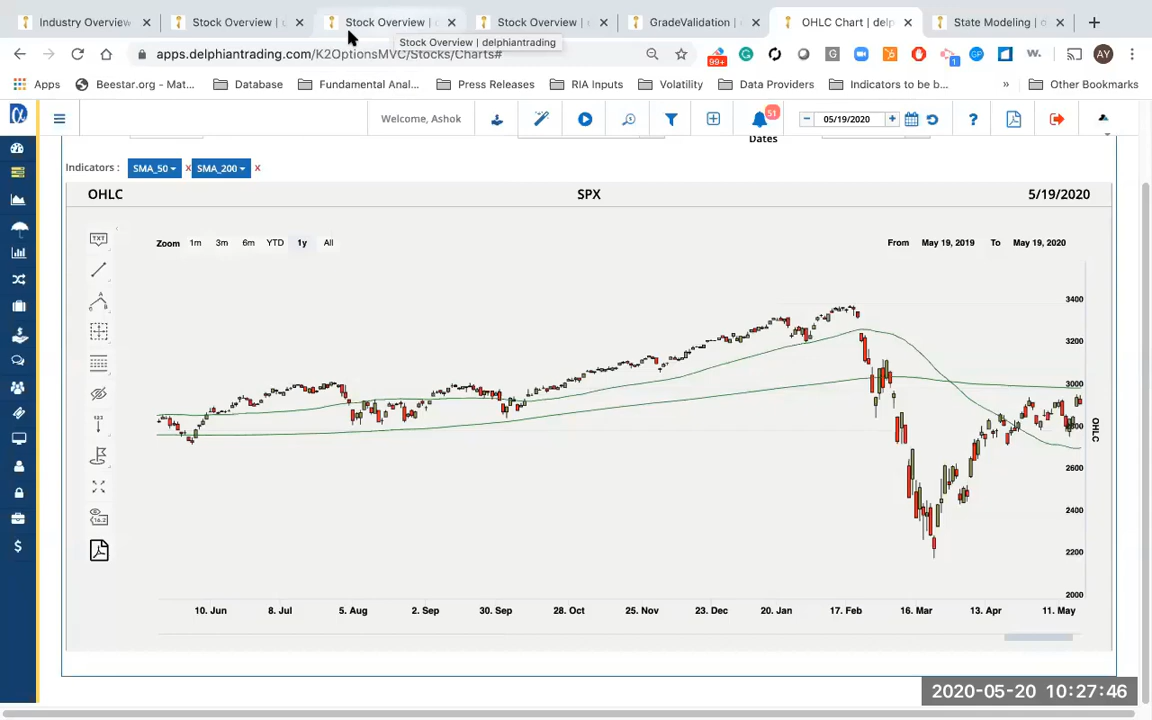 Industry Overview
Stock Overview |
Stock Overview |
Stock Overview |
GradeValidation |
OHLC Chart | delp
State Modeling |
Stock Overview | delphiantrading
apps.delphiantrading.com/K2OptionsMVC/Stocks/Charts#
99+
1
AY
Apps
Beestar.org - Mat...
Database
Fundamental Anal...
Press Releases
RIA Inputs
Volatility
Data Providers
Indicators to be b...
»
Other Bookmarks
Welcome, Ashok
51
05/19/2020
Dates
Indicators :
SMA_50
x
SMA_200
x
OHLC
SPX
5/19/2020
TXT
Zoom
1m
3m
6m
YTD
1y
All
From
May 19, 2019
To
May 19, 2020
3400
3200
3000
2800
2600
2400
2200
2000
OHLC
10. Jun
8. Jul
5. Aug
2. Sep
30. Sep
28. Oct
25. Nov
23. Dec
20. Jan
17. Feb
16. Mar
13. Apr
11. May
2020-05-20 10:27:46